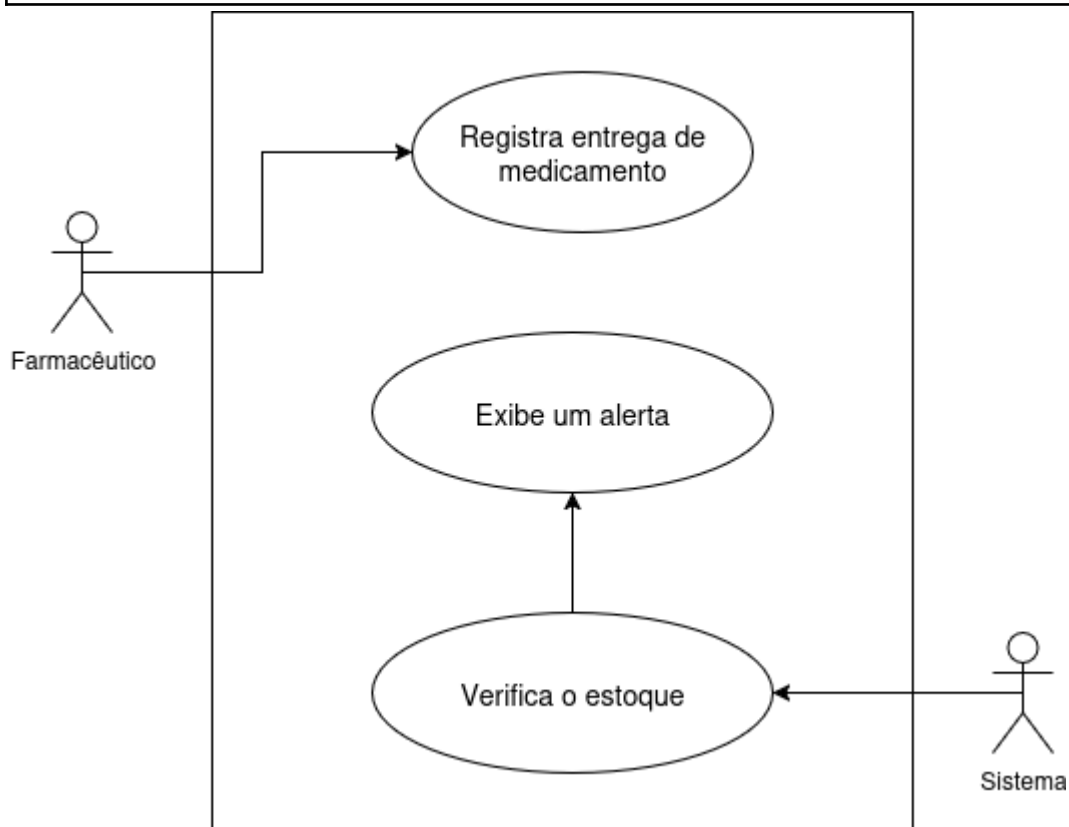 Registra entrega de
medicamento
Farmacêutico
Exibe um alerta
Verifica o estoque
Sistema